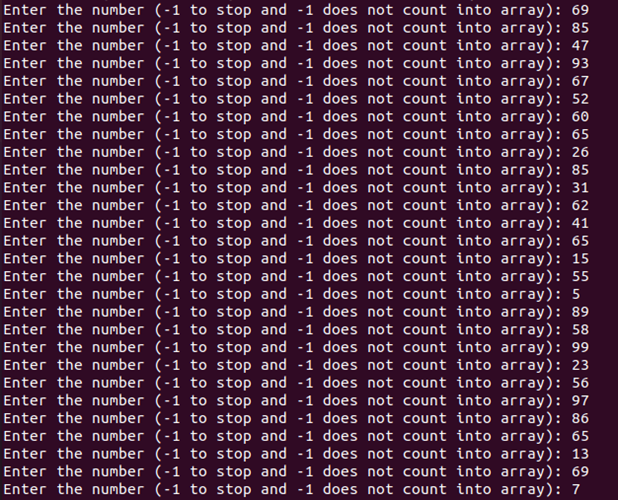 Enter the number (-1 to stop and -1 does not count into array): 69
Enter the number (-1 to stop and -1 does not count into array): 85
Enter the number (-1 to stop and -1 does not count into array): 47
Enter the number (-1 to stop and -1 does not count into array): 93
Enter the number (-1 to stop and -1 does not count into array): 67
Enter the number (-1 to stop and -1 does not count into array): 52
Enter the number (-1 to stop and -1 does not count into array): 60
Enter the number (-1 to stop and -1 does not count into array): 65
Enter the number (-1 to stop and -1 does not count into array): 26
Enter the number (-1 to stop and -1 does not count into array): 85
Enter the number (-1 to stop and -1 does not count into array): 31
Enter the number (-1 to stop and -1 does not count into array): 62
Enter the number (-1 to stop and -1 does not count into array): 41
Enter the number (-1 to stop and -1 does not count into array): 65
Enter the number (-1 to stop and -1 does not count into array): 15
Enter the number (-1 to stop and -1 does not count into array): 55
Enter the number (-1 to stop and -1 does not count into array): 5
Enter the number (-1 to stop and -1 does not count into array): 89
Enter the number (-1 to stop and -1 does not count into array): 58
Enter the number (-1 to stop and -1 does not count into array): 99
Enter the number (-1 to stop and -1 does not count into array): 23
Enter the number (-1 to stop and -1 does not count into array): 56
Enter the number (-1 to stop and -1 does not count into array): 97
Enter the number (-1 to stop and -1 does not count into array): 86
Enter the number (-1 to stop and -1 does not count into array): 65
Enter the number (-1 to stop and -1 does not count into array): 13
Enter the number (-1 to stop and -1 does not count into array): 69
Enter the number (-1 to stop and -1 does not count into array): 7